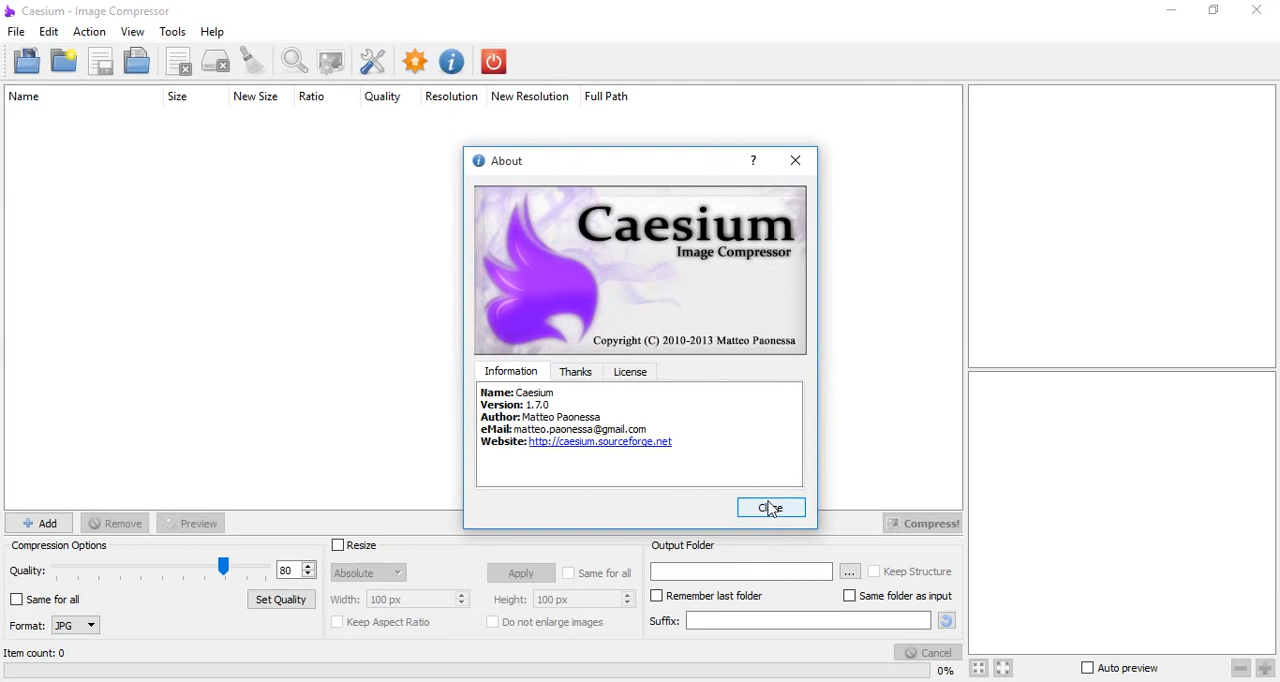 Caesium - Image Compressor
File Edit Action View Tools Help
Name Size New Size Ratio Quality Resolution New Resolution Full Path
About
Caesium
Image Compressor
Copyright (C) 2010-2013 Matteo Paonessa
Information Thanks License
Name: Caesium
Version: 1.7.0
Author: Matteo Paonessa
eMail: matteo.paonessa@gmail.com
Website: http://caesium.sourceforge.net
Close
Add Remove Preview Compress!
Compression Options Resize Output Folder
Quality: 80 Absolute Apply Same for all ... Keep Structure
Same for all Set Quality Width: 100 px Height: 100 px Remember last folder Same folder as input
Format: JPG Keep Aspect Ratio Do not enlarge images Suffix:
Item count: 0 Cancel
0% Auto preview